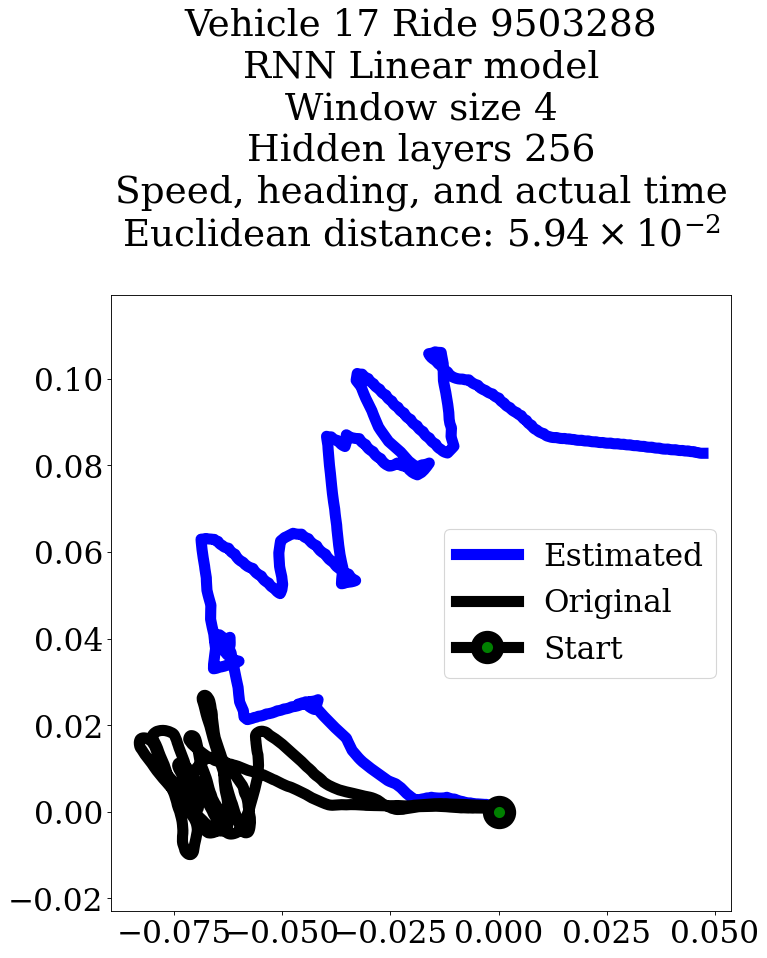 Vehicle 17 Ride 9503288
RNN Linear model
Window size 4
Hidden layers 256
Speed, heading, and actual time
Euclidean distance: 5.94 × 10⁻²
0.10
0.08
0.06
0.04
0.02
0.00
−0.02
Estimated
Original
Start
−0.075 −0.050 −0.025 0.000 0.025 0.050